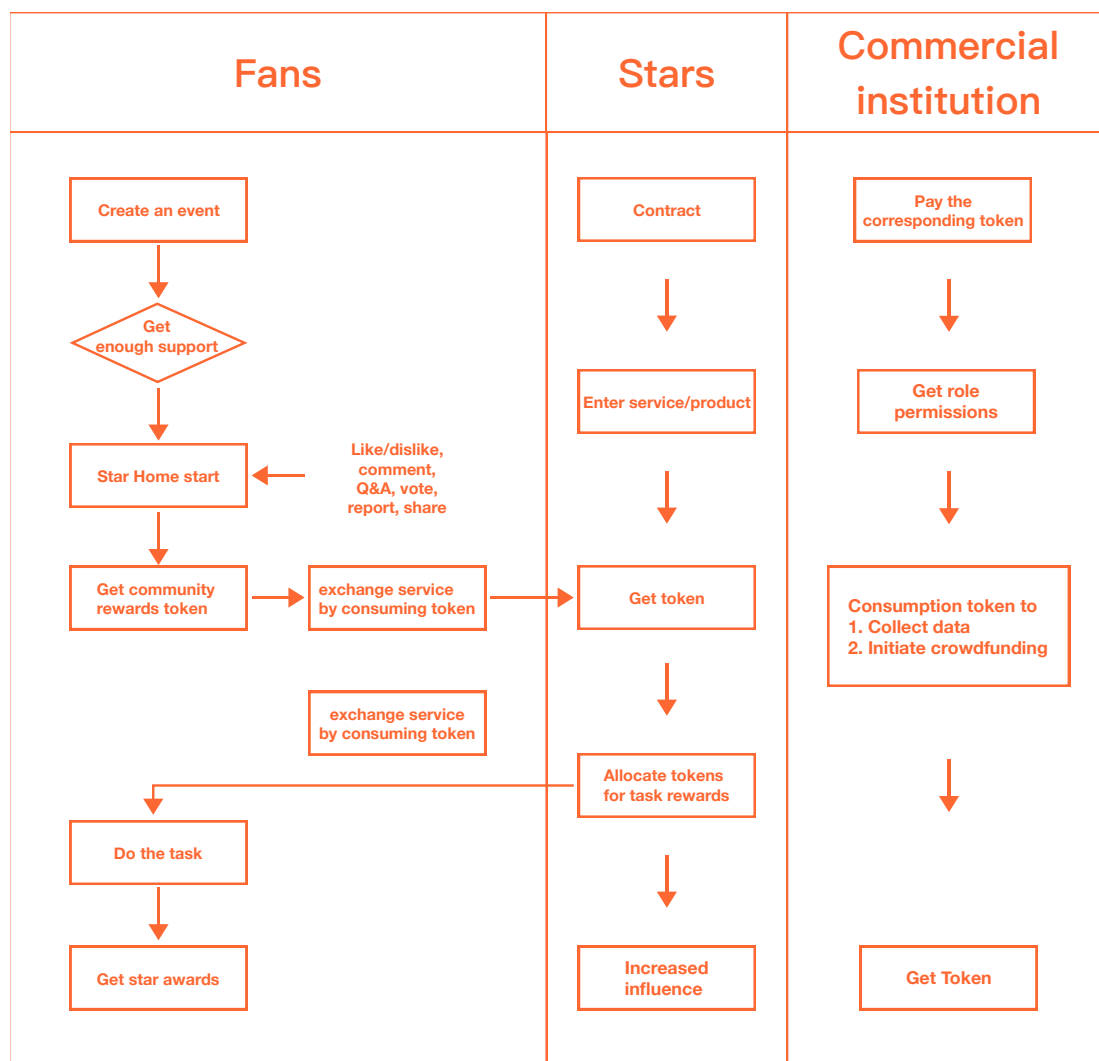 Fans
Stars
Commercial
institution
Create an event
Get
enough support
Star Home start
Like/dislike,
comment,
Q&A, vote,
report, share
Get community
rewards token
exchange service
by consuming token
exchange service
by consuming token
Do the task
Get star awards
Contract
Enter service/product
Get token
Allocate tokens
for task rewards
Increased
influence
Pay the
corresponding token
Get role
permissions
Consumption token to
1. Collect data
2. Initiate crowdfunding
Get Token